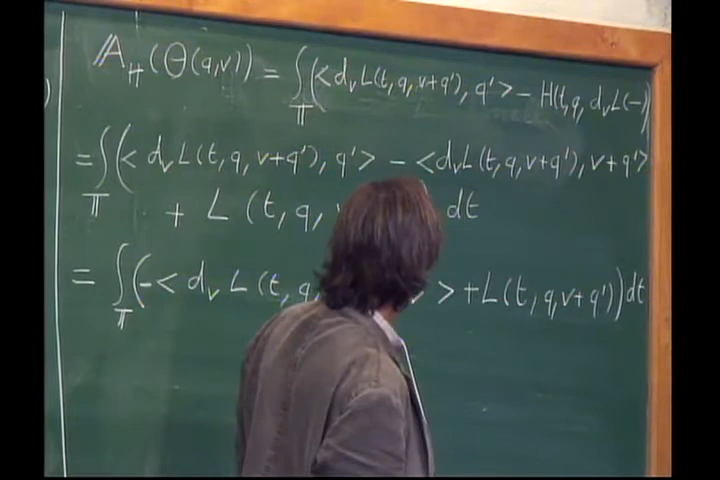 𝔸_H(Θ(q,v)) = ∫_𝕋 (<d_v L(t,q,v+q'), q'> − H(t,q, d_v L(−)
= ∫_𝕋 (< d_v L(t,q,v+q'), q'> − <d_v L(t,q,v+q'), v+q'>
+ L(t,q, dt
= ∫_𝕋 (−< d_v L(t,q > + L(t,q,v+q')) dt